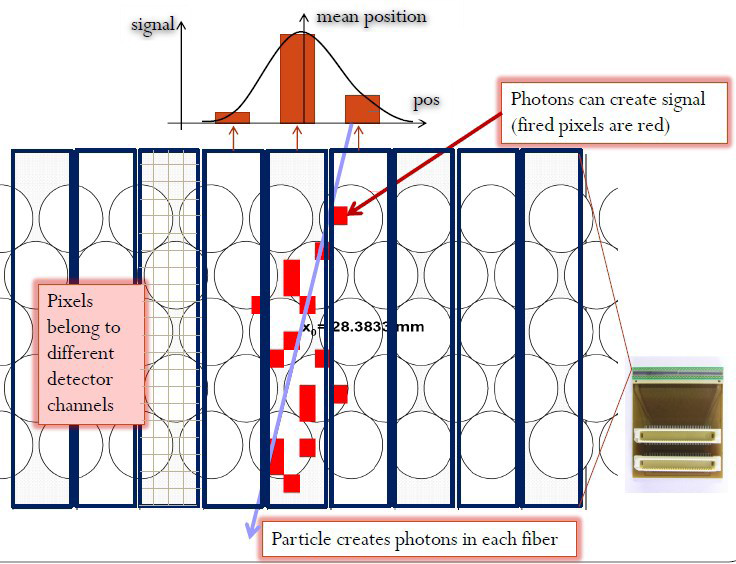 signal
mean position
pos
Photons can create signal
(fired pixels are red)
Pixels
belong to
different
detector
channels
x0= 28.3833 mm
Particle creates photons in each fiber